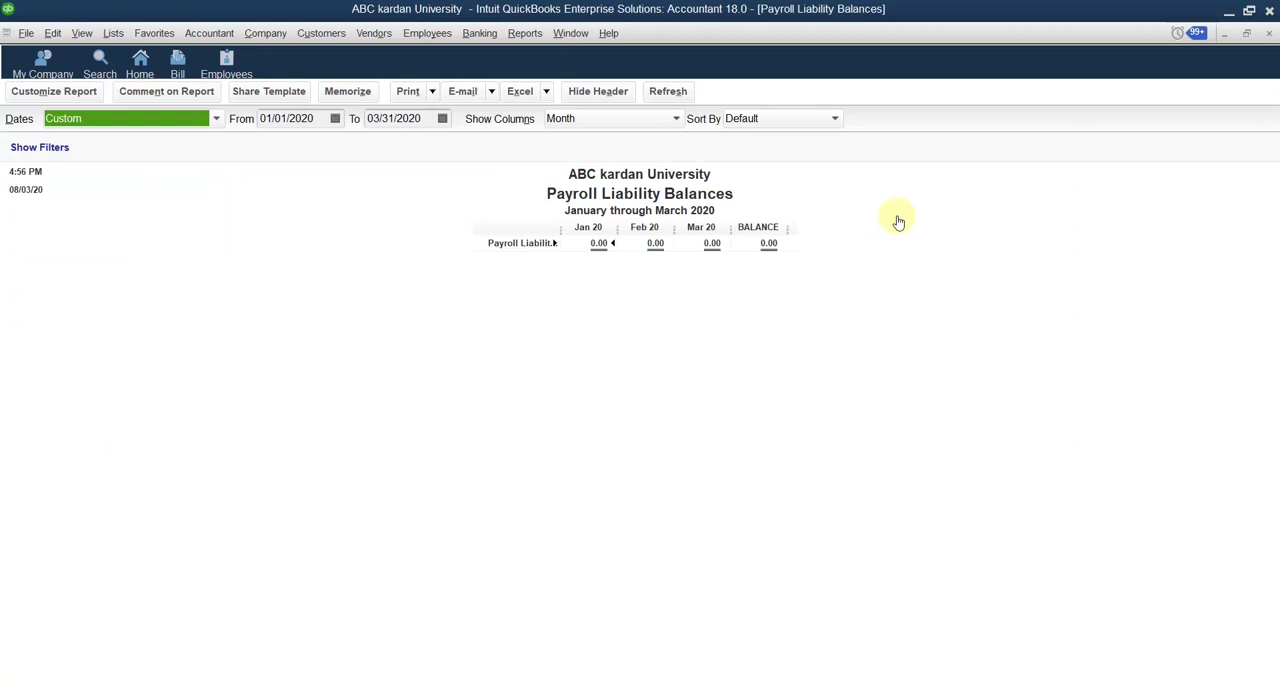 qb ABC kardan University - Intuit QuickBooks Enterprise Solutions: Accountant 18.0 - [Payroll Liability Balances]
File Edit View Lists Favorites Accountant Company Customers Vendors Employees Banking Reports Window Help 99+
My Company Search Home Bill Employees
Customize Report Comment on Report Share Template Memorize Print E-mail Excel Hide Header Refresh
Dates Custom From 01/01/2020 To 03/31/2020 Show Columns Month Sort By Default
Show Filters
4:56 PM
08/03/20
ABC kardan University
Payroll Liability Balances
January through March 2020
Jan 20 Feb 20 Mar 20 BALANCE
Payroll Liabilit... 0.00 0.00 0.00 0.00